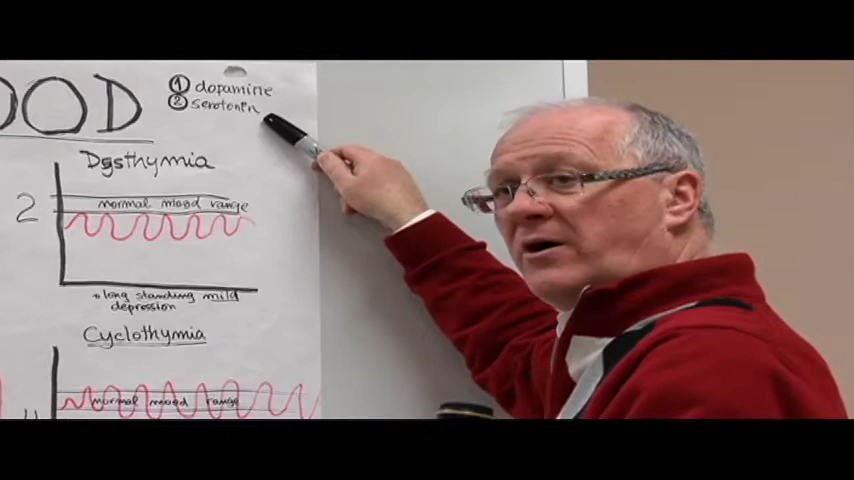 OOD
① dopamine
② serotonin
Dysthymia
2
normal mood range
long standing mild
depression
Cyclothymia
normal mood range